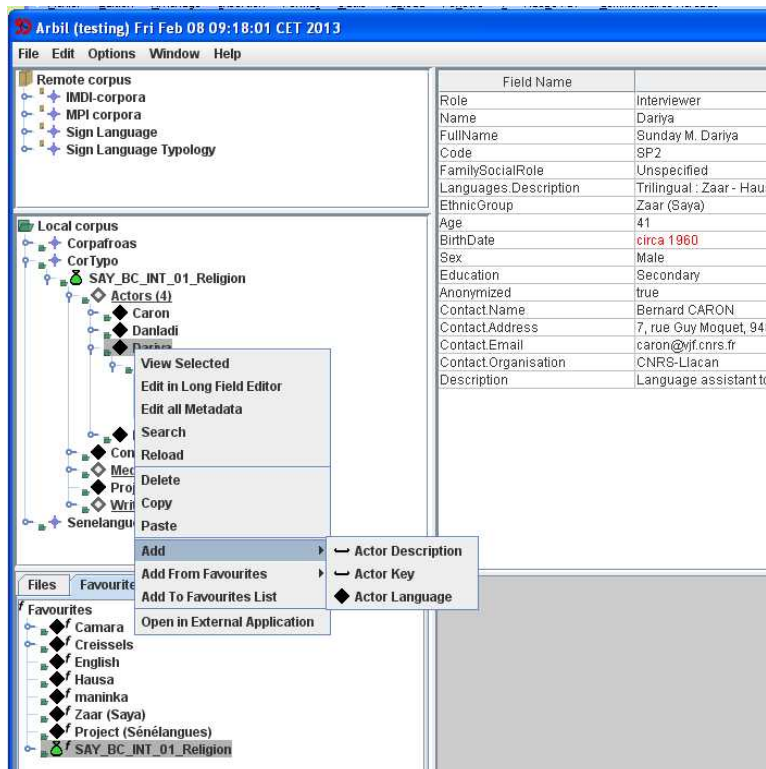 Arbil (testing) Fri Feb 08 09:18:01 CET 2013
File Edit Options Window Help
Remote corpus
IMDI-corpora
MPI corpora
Sign Language
Sign Language Typology
Local corpus
Corpafroas
CorTypo
SAY_BC_INT_01_Religion
Actors (4)
Caron
Danladi
Dariya
Con
Med
Proj
Writ
Senelangu
View Selected
Edit in Long Field Editor
Edit all Metadata
Search
Reload
Delete
Copy
Paste
Add
Add From Favourites
Add To Favourites List
Open in External Application
Actor Description
Actor Key
Actor Language
Files Favourite
Favourites
Camara
Creissels
English
Hausa
maninka
Zaar (Saya)
Project (Sénélangues)
SAY_BC_INT_01_Religion
Field Name
Role Interviewer
Name Dariya
FullName Sunday M. Dariya
Code SP2
FamilySocialRole Unspecified
Languages.Description Trilingual : Zaar - Hau
EthnicGroup Zaar (Saya)
Age 41
BirthDate circa 1960
Sex Male
Education Secondary
Anonymized true
Contact.Name Bernard CARON
Contact.Address 7, rue Guy Moquet, 94
Contact.Email caron@vjf.cnrs.fr
Contact.Organisation CNRS-Llacan
Description Language assistant to